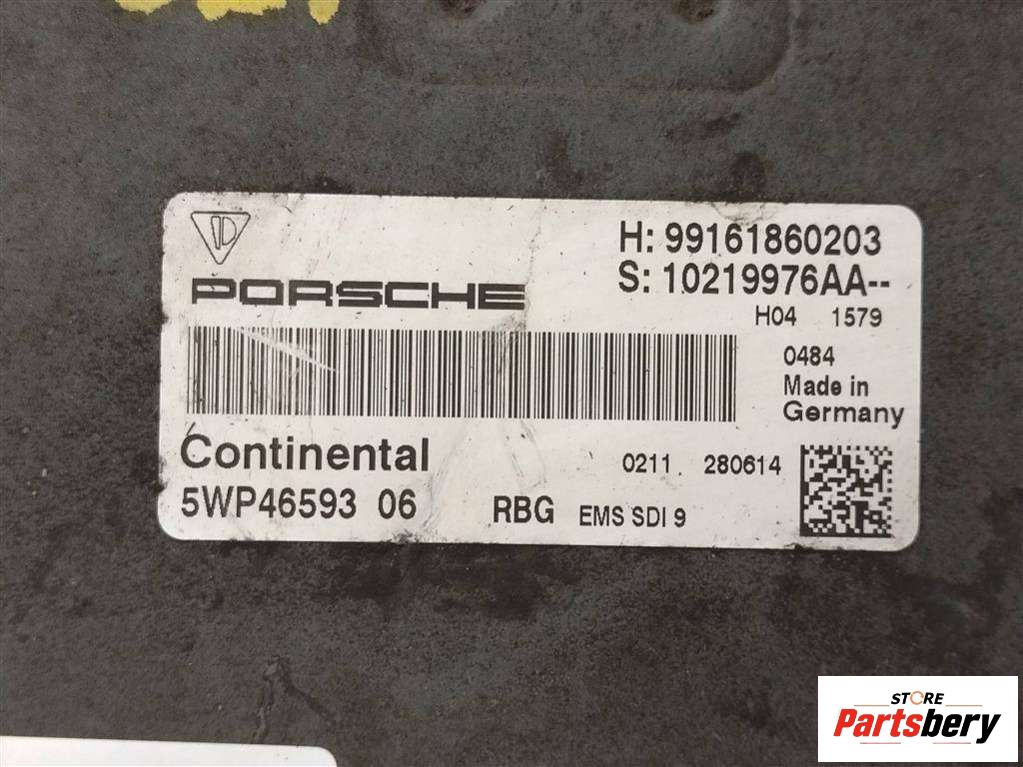 H: 99161860203
PORSCHE
S: 10219976AA--
H04 1579
0484
Made in
Germany
Continental
0211 280614
5WP46593 06 RBG EMS SDI 9
STORE
Partsbery